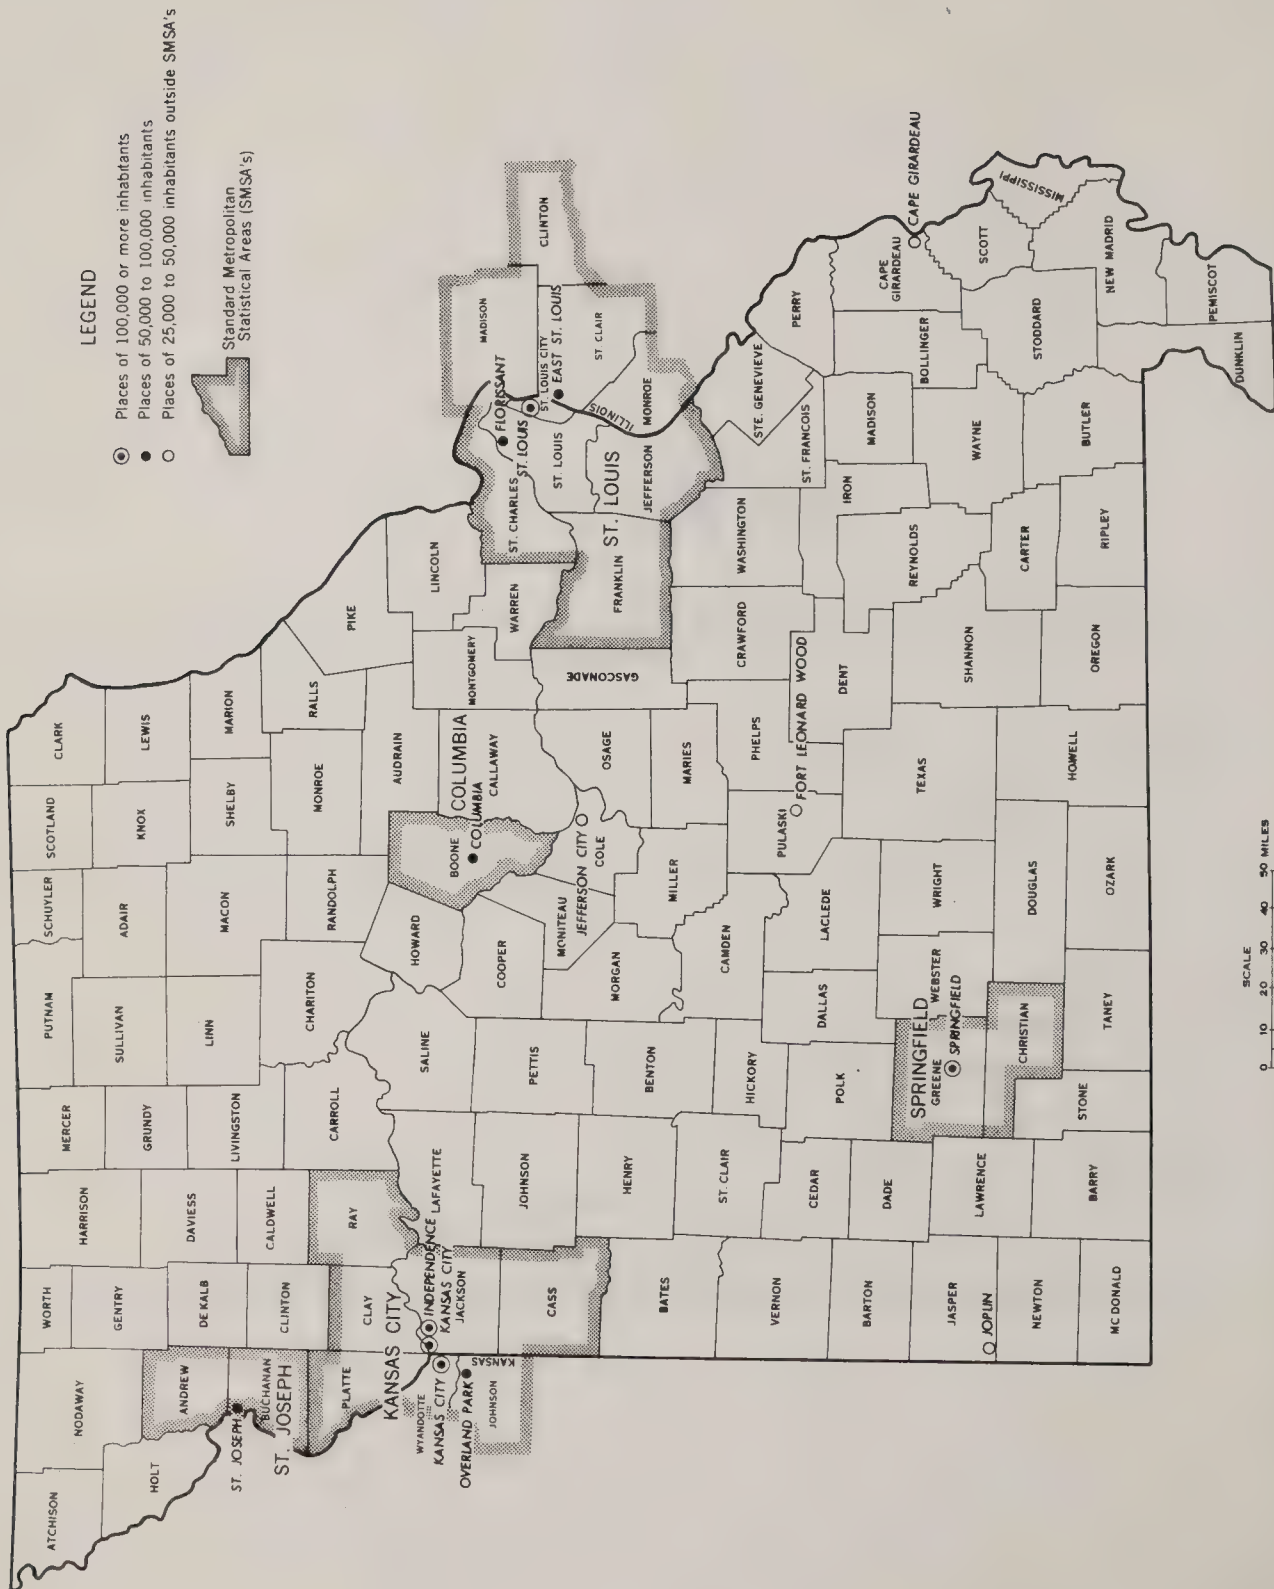 LEGEND
Places of 100,000 or more inhabitants
Places of 50,000 to 100,000 inhabitants
Places of 25,000 to 50,000 inhabitants outside SMSA's
Standard Metropolitan
Statistical Areas (SMSA's)
ATCHISON
NODAWAY
WORTH
HARRISON
MERCER
PUTNAM
SCHUYLER
SCOTLAND
CLARK
HOLT
ANDREW
GENTRY
DE KALB
DAVIESS
GRUNDY
SULLIVAN
ADAIR
KNOX
LEWIS
ST. JOSEPH
BUCHANAN
ST. JOSEPH
CLINTON
CALDWELL
LIVINGSTON
LINN
MACON
SHELBY
MARION
PLATTE
CLAY
RAY
CARROLL
CHARITON
RANDOLPH
MONROE
RALLS
PIKE
KANSAS CITY
WYANDOTTE
KANSAS CITY
OVERLAND PARK
JOHNSON
KANSAS
INDEPENDENCE
KANSAS CITY
JACKSON
LAFAYETTE
SALINE
HOWARD
BOONE
COLUMBIA
COLUMBIA
CALLAWAY
AUDRAIN
MONTGOMERY
LINCOLN
WARREN
ST. CHARLES
FLORISSANT
ST. LOUIS
ST. LOUIS CITY
EAST ST. LOUIS
ST. LOUIS
ST. LOUIS
MADISON
CLINTON
ST. CLAIR
MONROE
ILLINOIS
CASS
JOHNSON
PETTIS
COOPER
MONITEAU
JEFFERSON CITY
COLE
OSAGE
GASCONADE
FRANKLIN
JEFFERSON
BATES
HENRY
BENTON
MORGAN
MILLER
MARIES
CRAWFORD
WASHINGTON
STE. GENEVIEVE
ST. FRANCOIS
PERRY
VERNON
ST. CLAIR
HICKORY
CAMDEN
PULASKI
PHELPS
FORT LEONARD WOOD
DENT
IRON
MADISON
BOLLINGER
CAPE
GIRARDEAU
CAPE GIRARDEAU
BARTON
CEDAR
POLK
DALLAS
LACLEDE
TEXAS
SHANNON
REYNOLDS
WAYNE
STODDARD
SCOTT
MISSISSIPPI
JASPER
JOPLIN
DADE
LAWRENCE
SPRINGFIELD
GREENE
SPRINGFIELD
WEBSTER
WRIGHT
CARTER
BUTLER
NEW MADRID
NEWTON
CHRISTIAN
DOUGLAS
HOWELL
OREGON
RIPLEY
PEMISCOT
DUNKLIN
MC DONALD
BARRY
STONE
TANEY
OZARK
SCALE
0 10 20 30 40 50 MILES